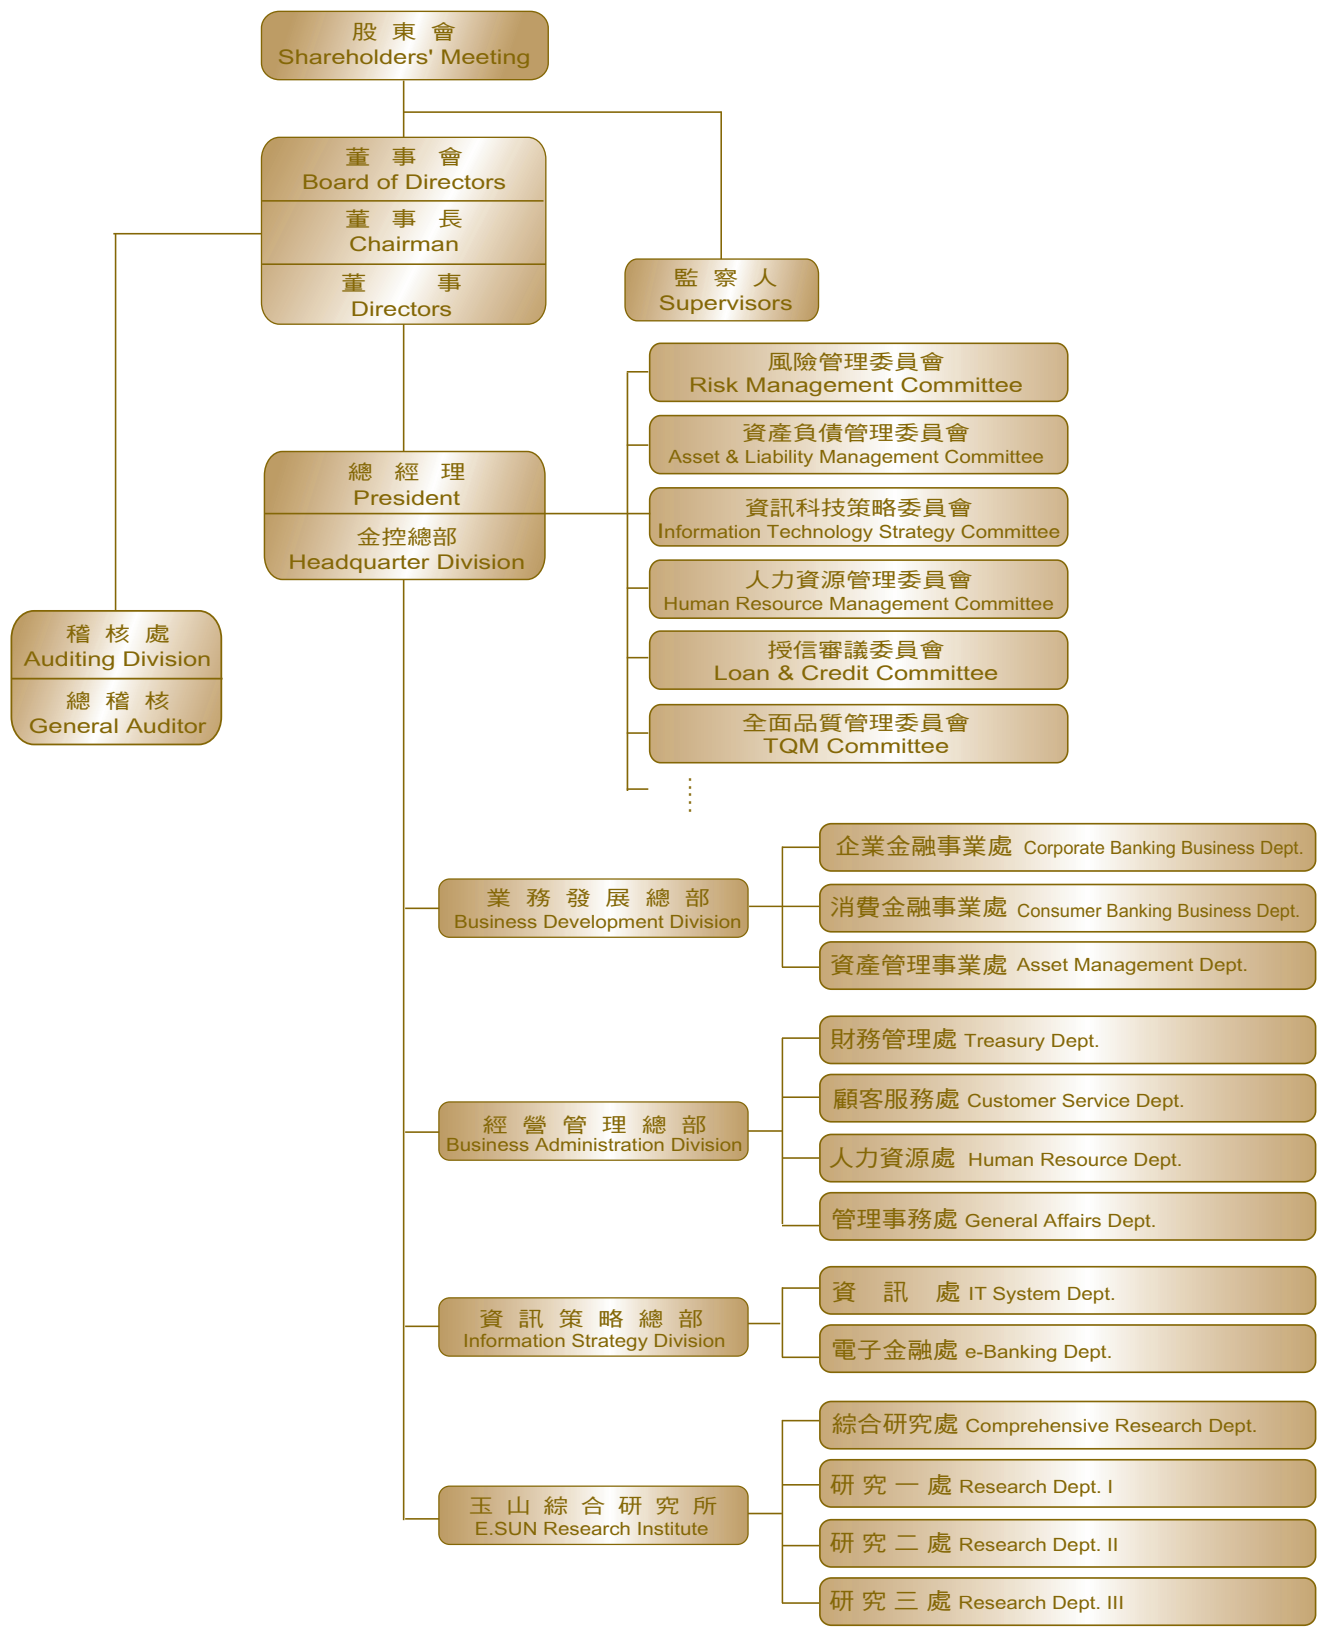 股東會
Shareholders' Meeting
董事會
Board of Directors
董事長
Chairman
董事
Directors
監察人
Supervisors
風險管理委員會
Risk Management Committee
資產負債管理委員會
Asset & Liability Management Committee
總經理
President
金控總部
Headquarter Division
資訊科技策略委員會
Information Technology Strategy Committee
人力資源管理委員會
Human Resource Management Committee
稽核處
Auditing Division
總稽核
General Auditor
授信審議委員會
Loan & Credit Committee
全面品質管理委員會
TQM Committee
業務發展總部
Business Development Division
企業金融事業處 Corporate Banking Business Dept.
消費金融事業處 Consumer Banking Business Dept.
資產管理事業處 Asset Management Dept.
經營管理總部
Business Administration Division
財務管理處 Treasury Dept.
顧客服務處 Customer Service Dept.
人力資源處 Human Resource Dept.
管理事務處 General Affairs Dept.
資訊策略總部
Information Strategy Division
資訊處 IT System Dept.
電子金融處 e-Banking Dept.
玉山綜合研究所
E.SUN Research Institute
綜合研究處 Comprehensive Research Dept.
研究一處 Research Dept. I
研究二處 Research Dept. II
研究三處 Research Dept. III